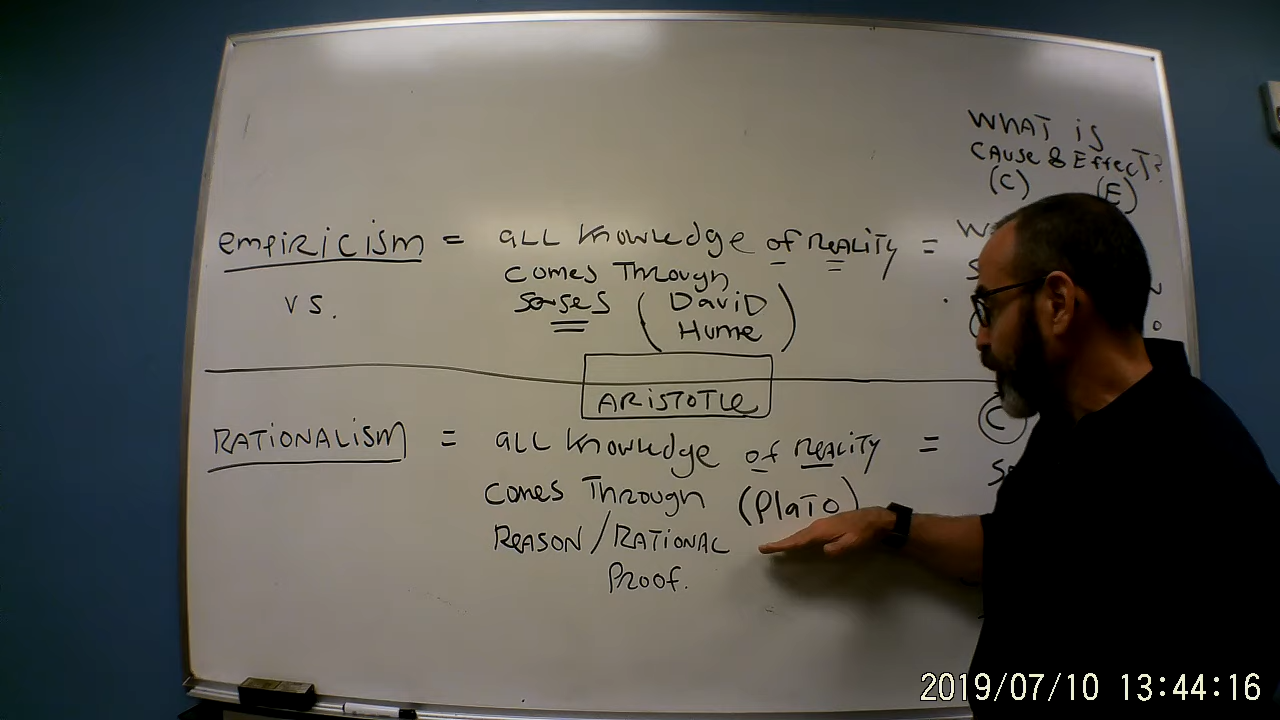 WHAT iS
CAUSE & EFFECT?
(C) (E)
EMPIRICISM = ALL KNOWLEDGE OF REALITY =
COMES THROUGH
SENSES (DAVID
HUME)
VS.
ARISTOTLE
RATIONALISM = ALL KNOWLEDGE OF REALITY =
COMES THROUGH (PLATO)
REASON/RATIONAL
PROOF.
2019/07/10 13:44:16